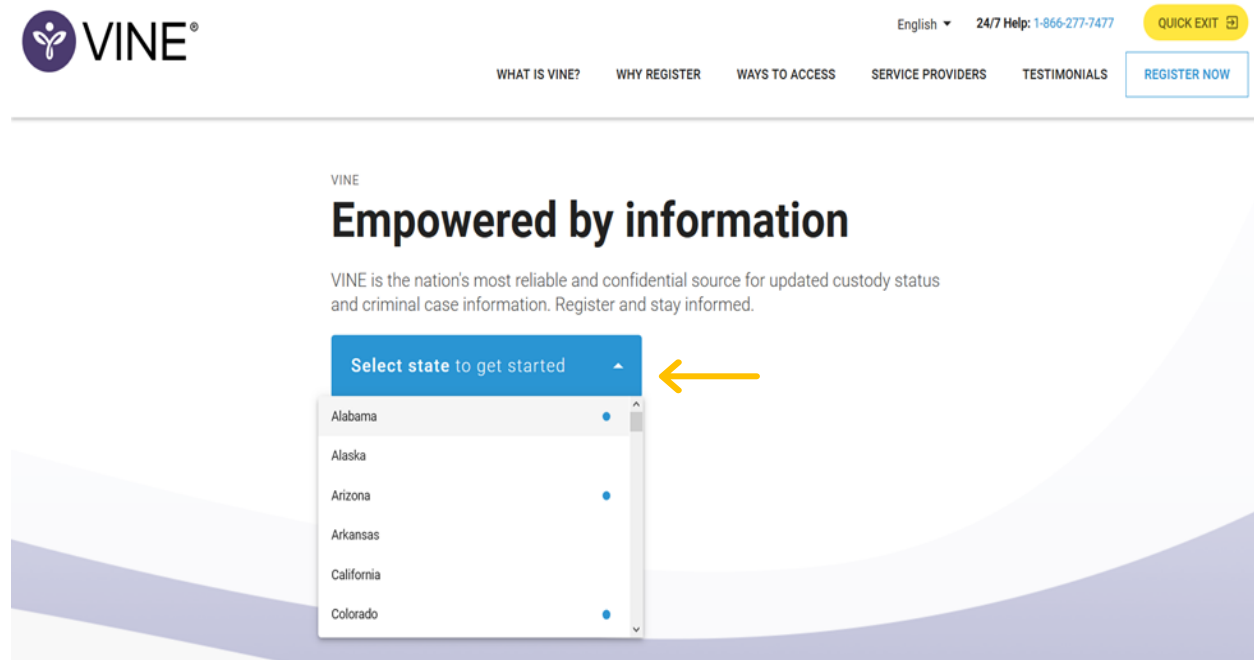 VINE®
English
24/7 Help: 1-866-277-7477
QUICK EXIT
WHAT IS VINE?
WHY REGISTER
WAYS TO ACCESS
SERVICE PROVIDERS
TESTIMONIALS
REGISTER NOW
VINE
Empowered by information
VINE is the nation's most reliable and confidential source for updated custody status
and criminal case information. Register and stay informed.
Select state to get started
Alabama
Alaska
Arizona
Arkansas
California
Colorado